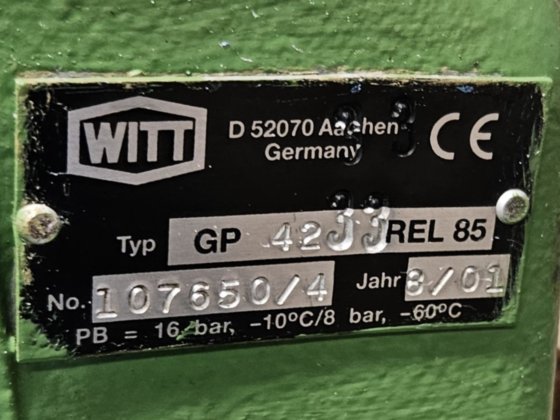 WITT
D 52070 Aachen
Germany
CE
Typ GP 4233 REL 85
No. 107650/4 Jahr 8/01
PB = 16 bar, -10°C/8 bar, -60°C